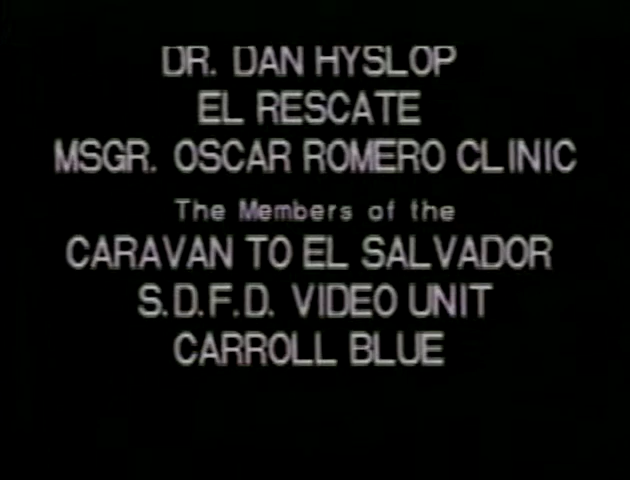 DR. DAN HYSLOP
EL RESCATE
MSGR. OSCAR ROMERO CLINIC
The Members of the
CARAVAN TO EL SALVADOR
S.D.F.D. VIDEO UNIT
CARROLL BLUE